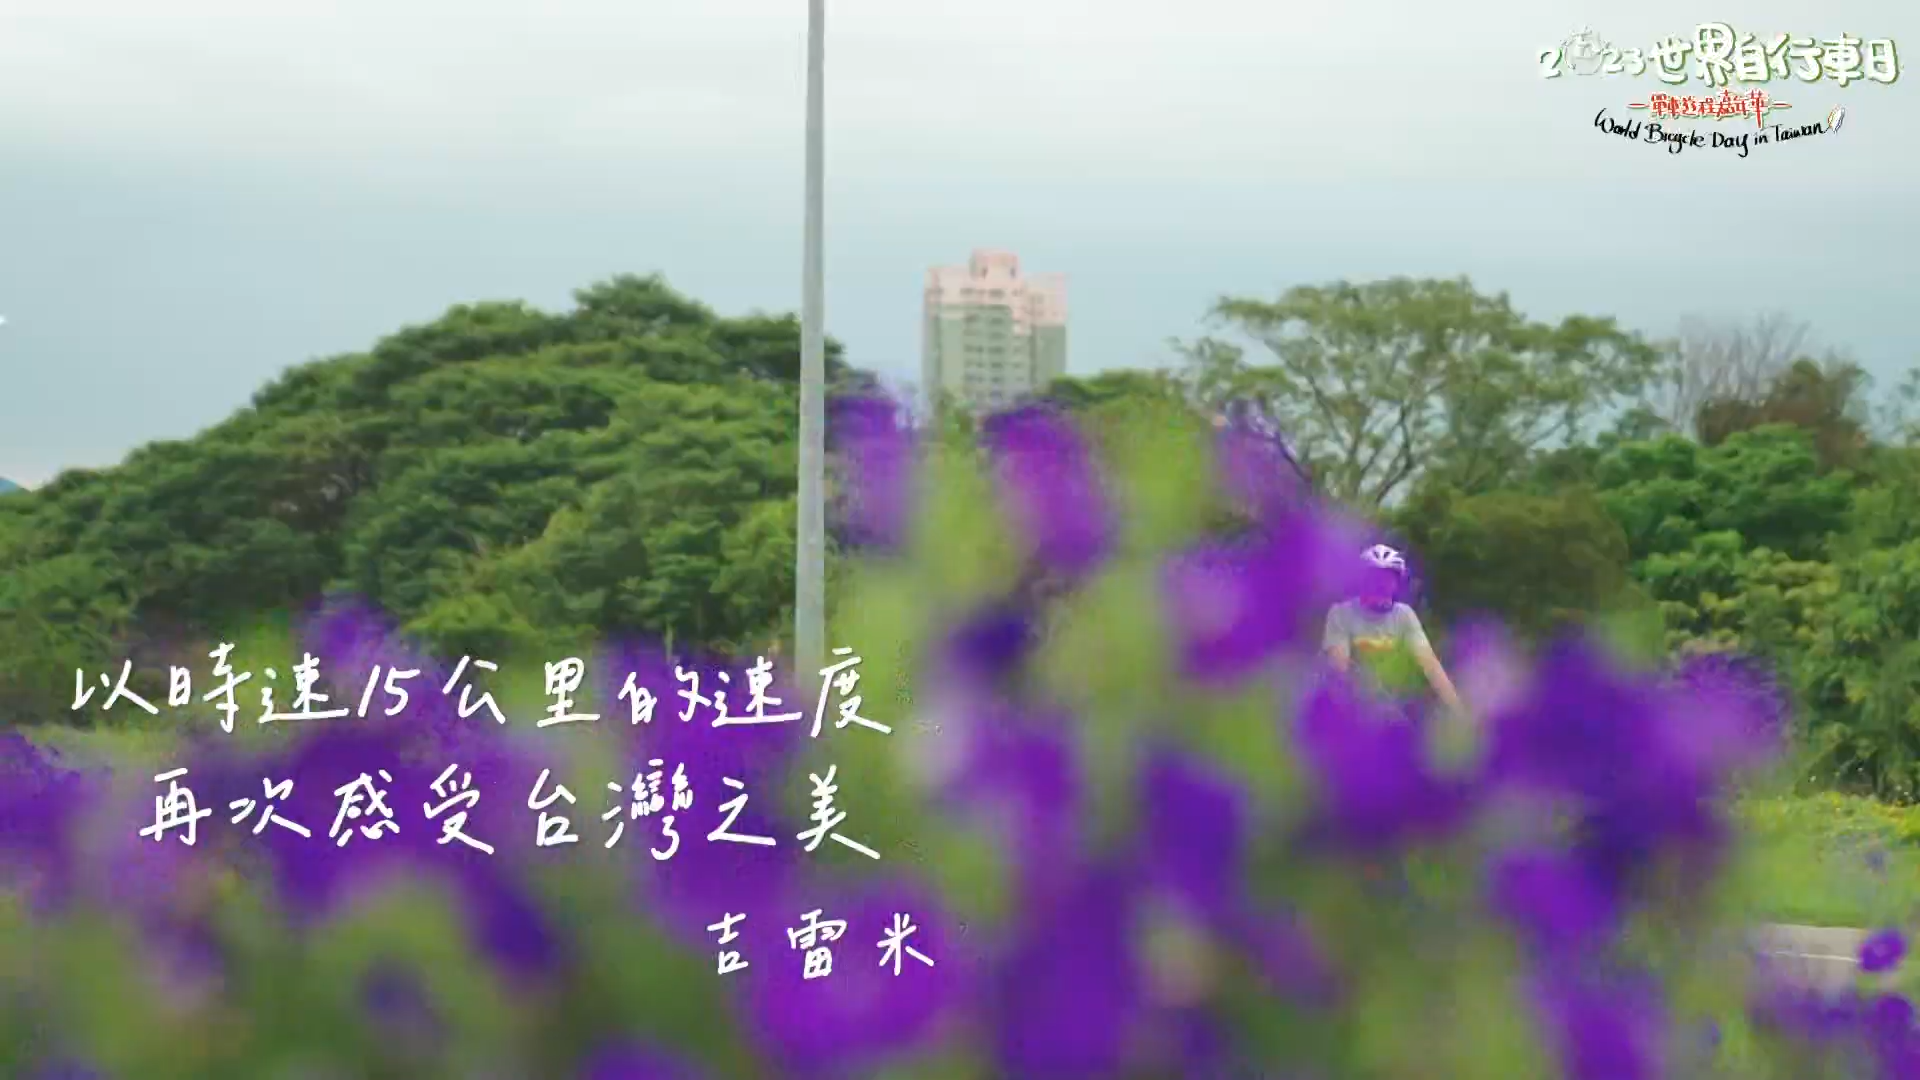 2023世界自行車日
World Bicycle Day in Taiwan
以時速15公里的速度
再次感受台灣之美
吉雷米